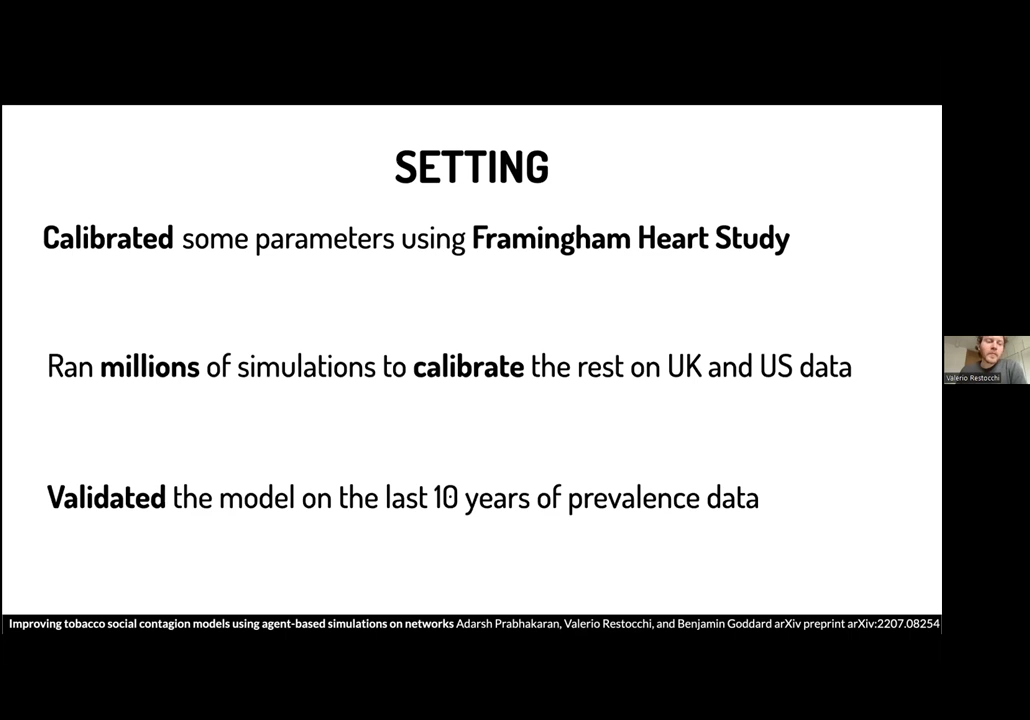 SETTING
Calibrated some parameters using Framingham Heart Study
Ran millions of simulations to calibrate the rest on UK and US data
Valerio Restocchi
Validated the model on the last 10 years of prevalence data
Improving tobacco social contagion models using agent-based simulations on networks Adarsh Prabhakaran, Valerio Restocchi, and Benjamin Goddard arXiv preprint arXiv:2207.08254